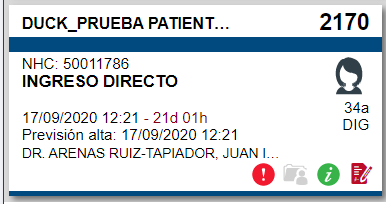 DUCK_PRUEBA PATIENT... 2170
NHC: 50011786
INGRESO DIRECTO
34a
17/09/2020 12:21 - 21d 01h
DIG
Previsión alta: 17/09/2020 12:21
DR. ARENAS RUIZ-TAPIADOR, JUAN I...